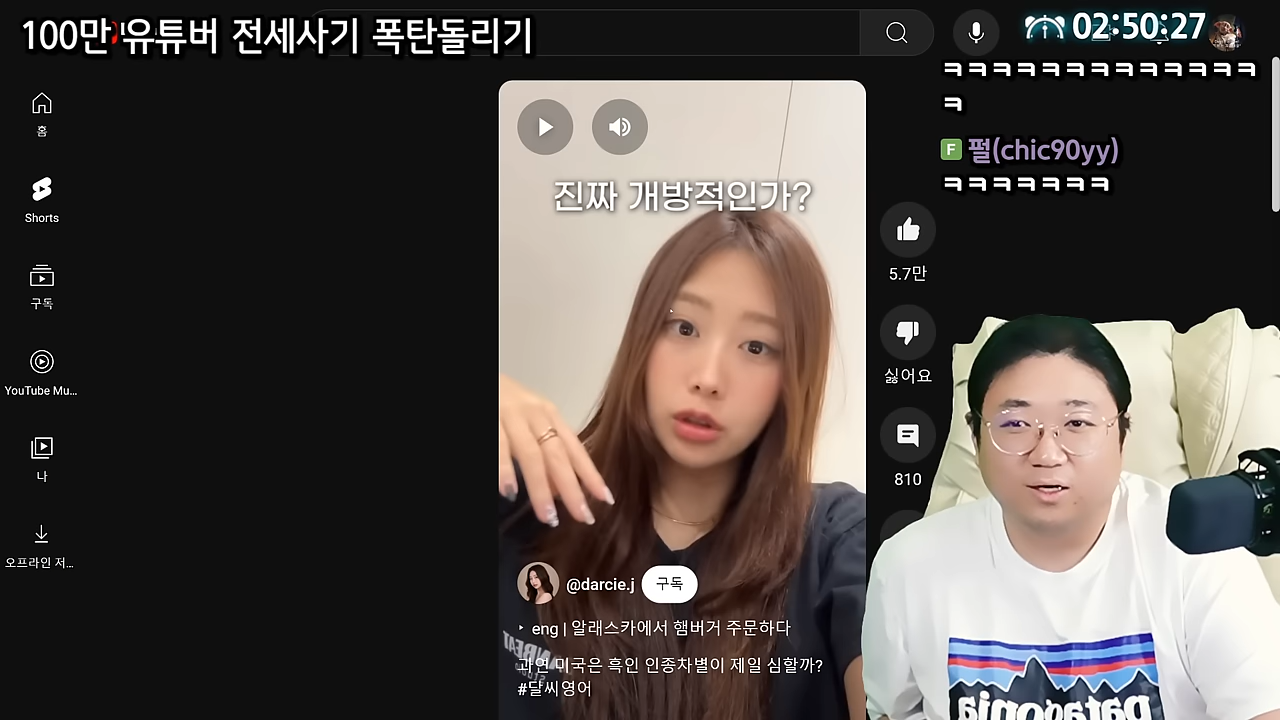 100만 유튜버 전세사기 폭탄돌리기
02:50:27
ㅋㅋㅋㅋㅋㅋㅋㅋㅋㅋㅋㅋㅋ
ㅋ
F 펄(chic90yy)
ㅋㅋㅋㅋㅋㅋㅋ
홈
Shorts
구독
YouTube Mu...
나
오프라인 저...
진짜 개방적인가?
5.7만
싫어요
810
@darcie.j 구독
eng | 알래스카에서 햄버거 주문하다
과연 미국은 흑인 인종차별이 제일 심할까?
#달씨영어
patagonia